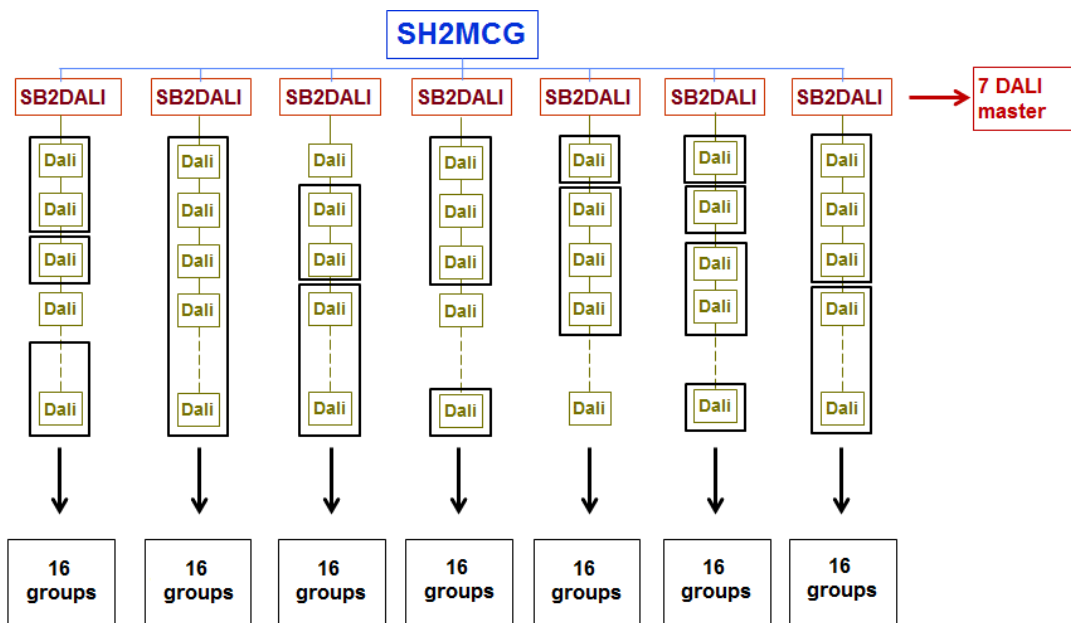 SH2MCG
SB2DALI SB2DALI SB2DALI SB2DALI SB2DALI SB2DALI SB2DALI
7 DALI
master
Dali Dali Dali Dali Dali Dali Dali
Dali Dali Dali Dali Dali Dali Dali
Dali Dali Dali Dali Dali Dali Dali
Dali Dali Dali Dali Dali Dali Dali
Dali Dali Dali Dali Dali Dali Dali
16 16 16 16 16 16 16
groups groups groups groups groups groups groups